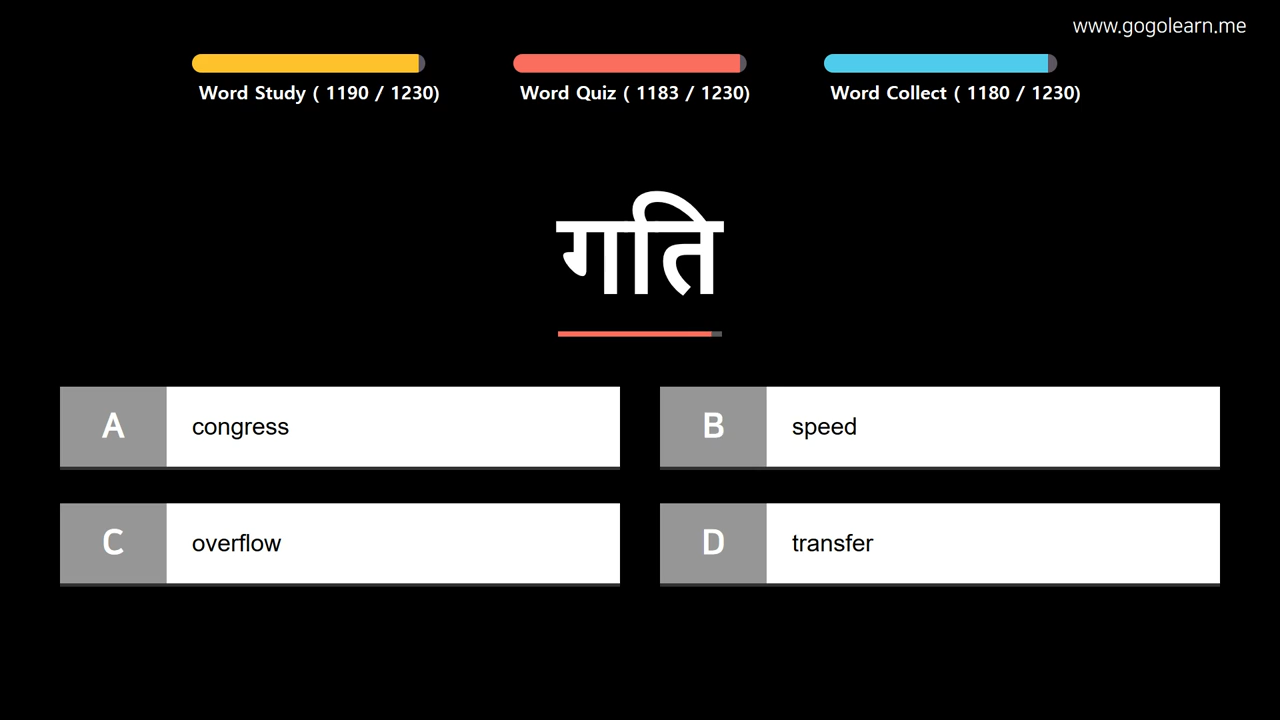 www.gogolearn.me
Word Study ( 1190 / 1230)
Word Quiz ( 1183 / 1230)
Word Collect ( 1180 / 1230)
गति
A congress
B speed
C overflow
D transfer